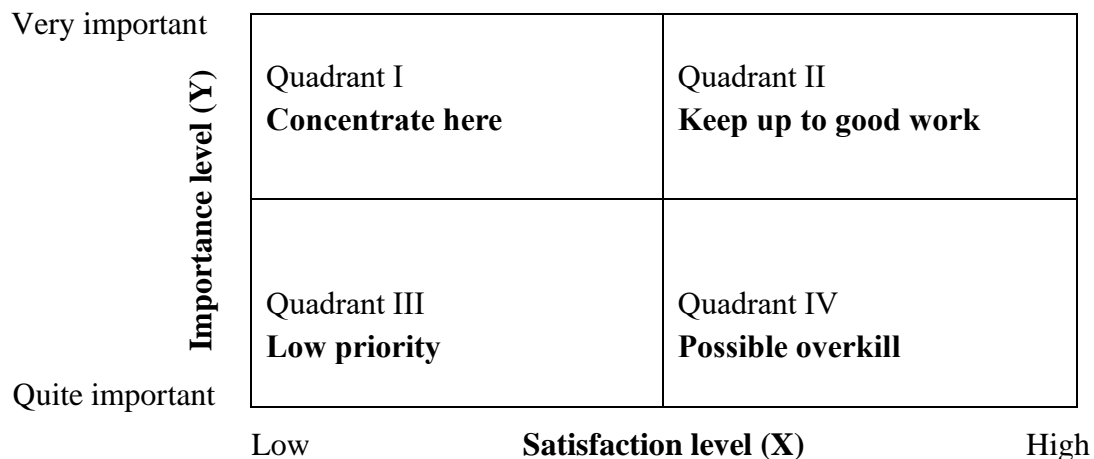 Very important
Importance level (Y)
Quadrant I
Concentrate here
Quadrant II
Keep up to good work
Quadrant III
Low priority
Quadrant IV
Possible overkill
Quite important
Low
Satisfaction level (X)
High